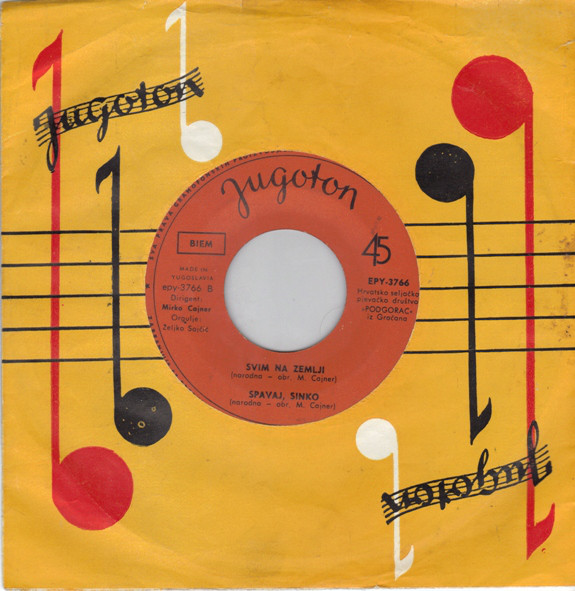 Jugoton
Jugoton
BIEM
45
MADE IN
YUGOSLAVIA
epy-3766 B
Dirigent:
Mirko Cajner
Orgulje:
Željko Sojčić
EPY-3766
Hrvatsko seljačko
pjevačko društvo
»PODGORAC«
iz Gračana
SVIM NA ZEMLJI
(narodna - obr. M. Cajner)
SPAVAJ, SINKO
(narodna - obr. M. Cajner)
Jugoton